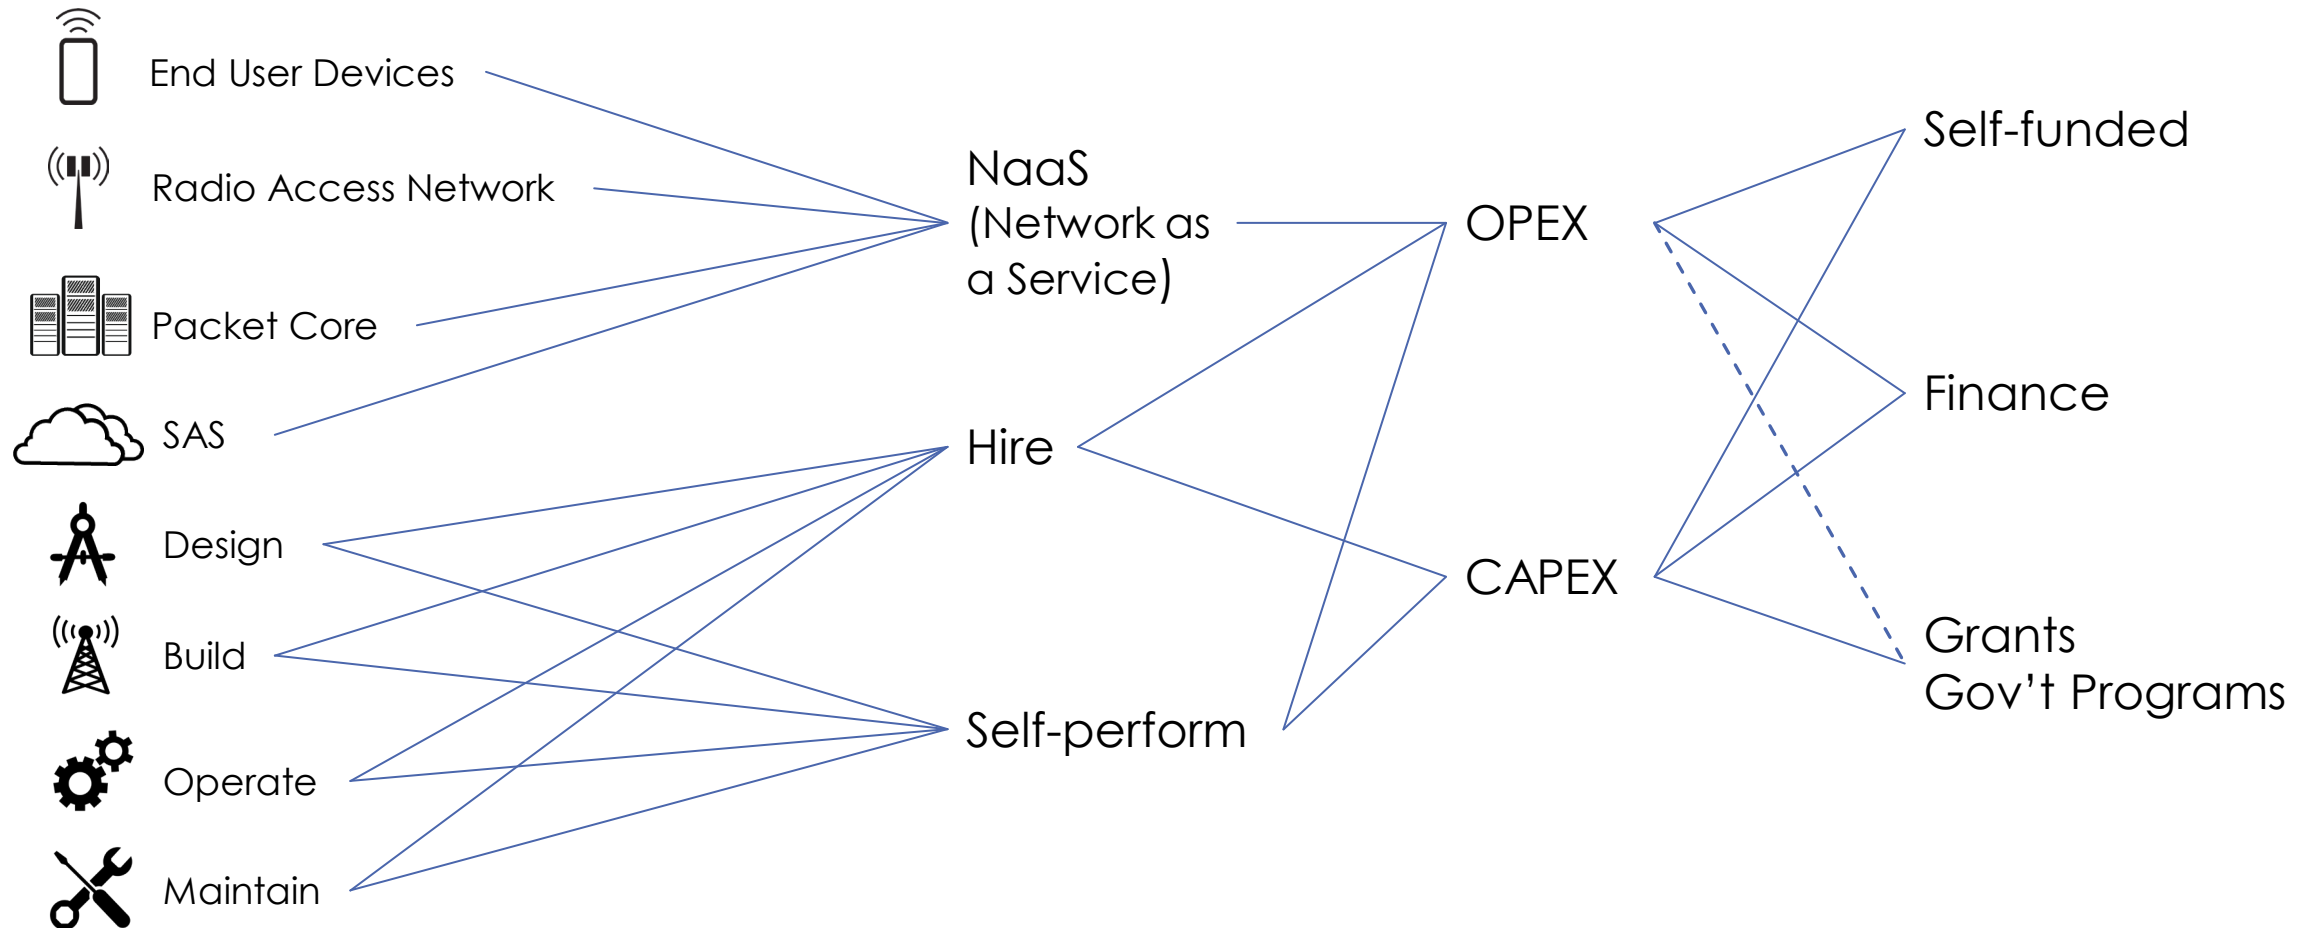 End User Devices
Radio Access Network
Packet Core
SAS
Design
Build
Operate
Maintain
NaaS
(Network as
a Service)
Hire
Self-perform
OPEX
CAPEX
Self-funded
Finance
Grants
Gov’t Programs